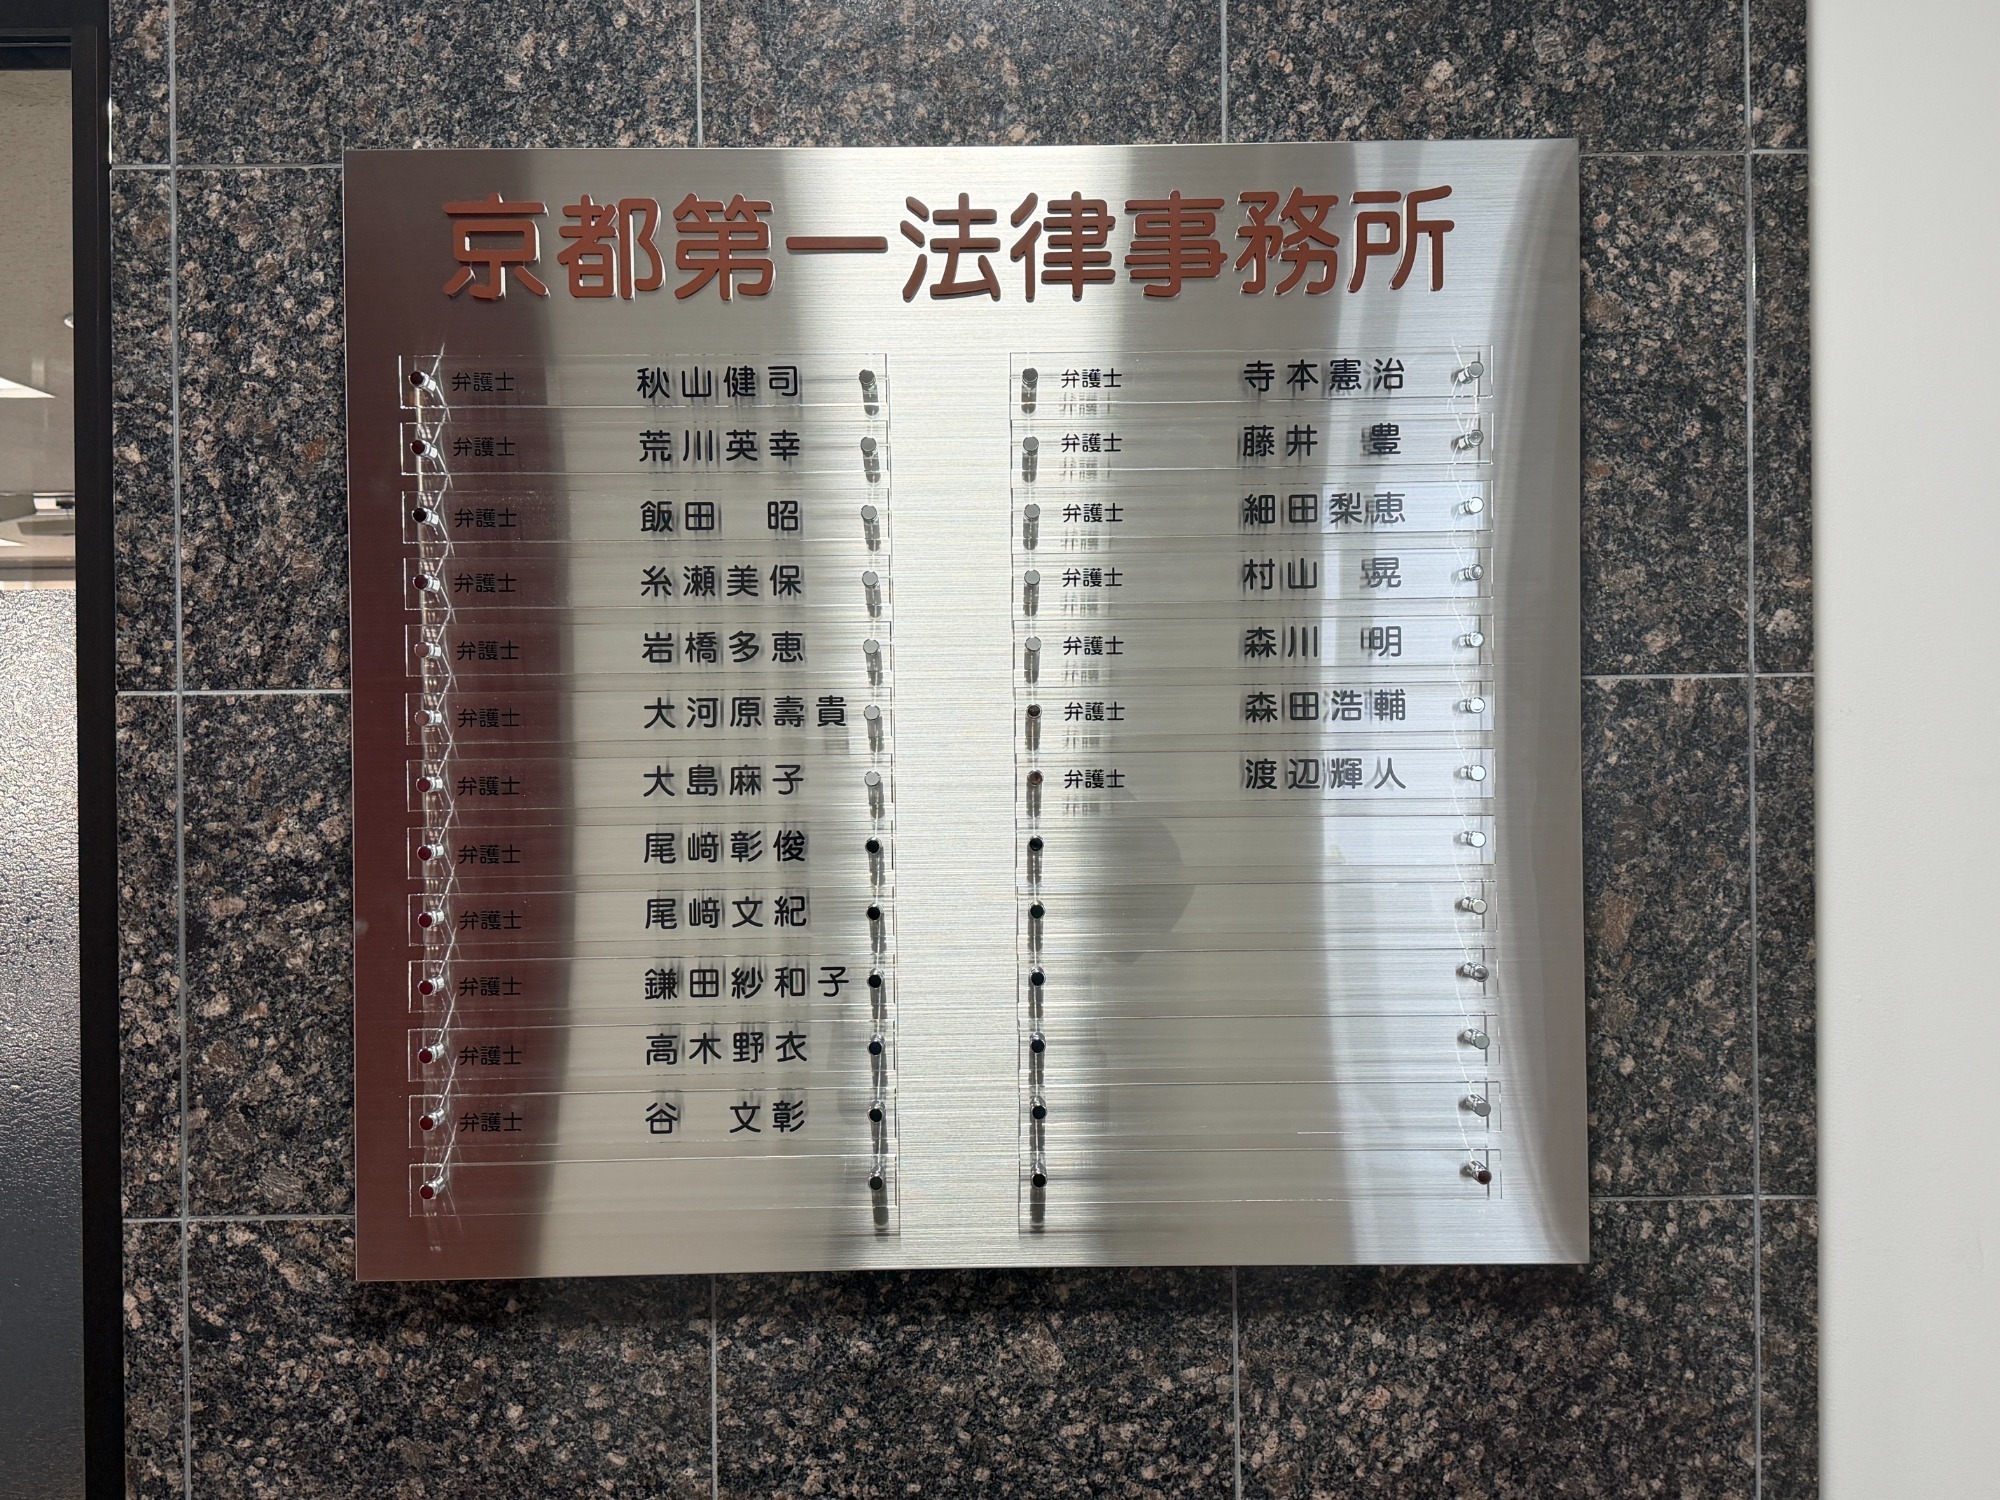 京都第一法律事務所
弁護士 秋山健司
弁護士 荒川英幸
弁護士 飯田 昭
弁護士 糸瀬美保
弁護士 岩橋多恵
弁護士 大河原壽貴
弁護士 大島麻子
弁護士 尾﨑彰俊
弁護士 尾﨑文紀
弁護士 鎌田紗和子
弁護士 高木野衣
弁護士 谷 文彰
弁護士 寺本憲治
弁護士 藤井 豊
弁護士 細田梨恵
弁護士 村山 晃
弁護士 森川 明
弁護士 森田浩輔
弁護士 渡辺輝人